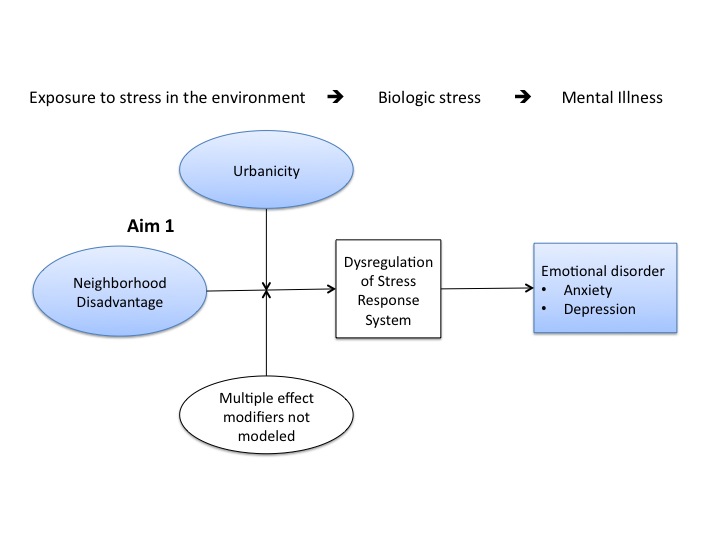 Exposure to stress in the environment ➔ Biologic stress ➔ Mental Illness
Urbanicity
Aim 1
Neighborhood
Disadvantage
Dysregulation
of Stress
Response
System
Emotional disorder
• Anxiety
• Depression
Multiple effect
modifiers not
modeled